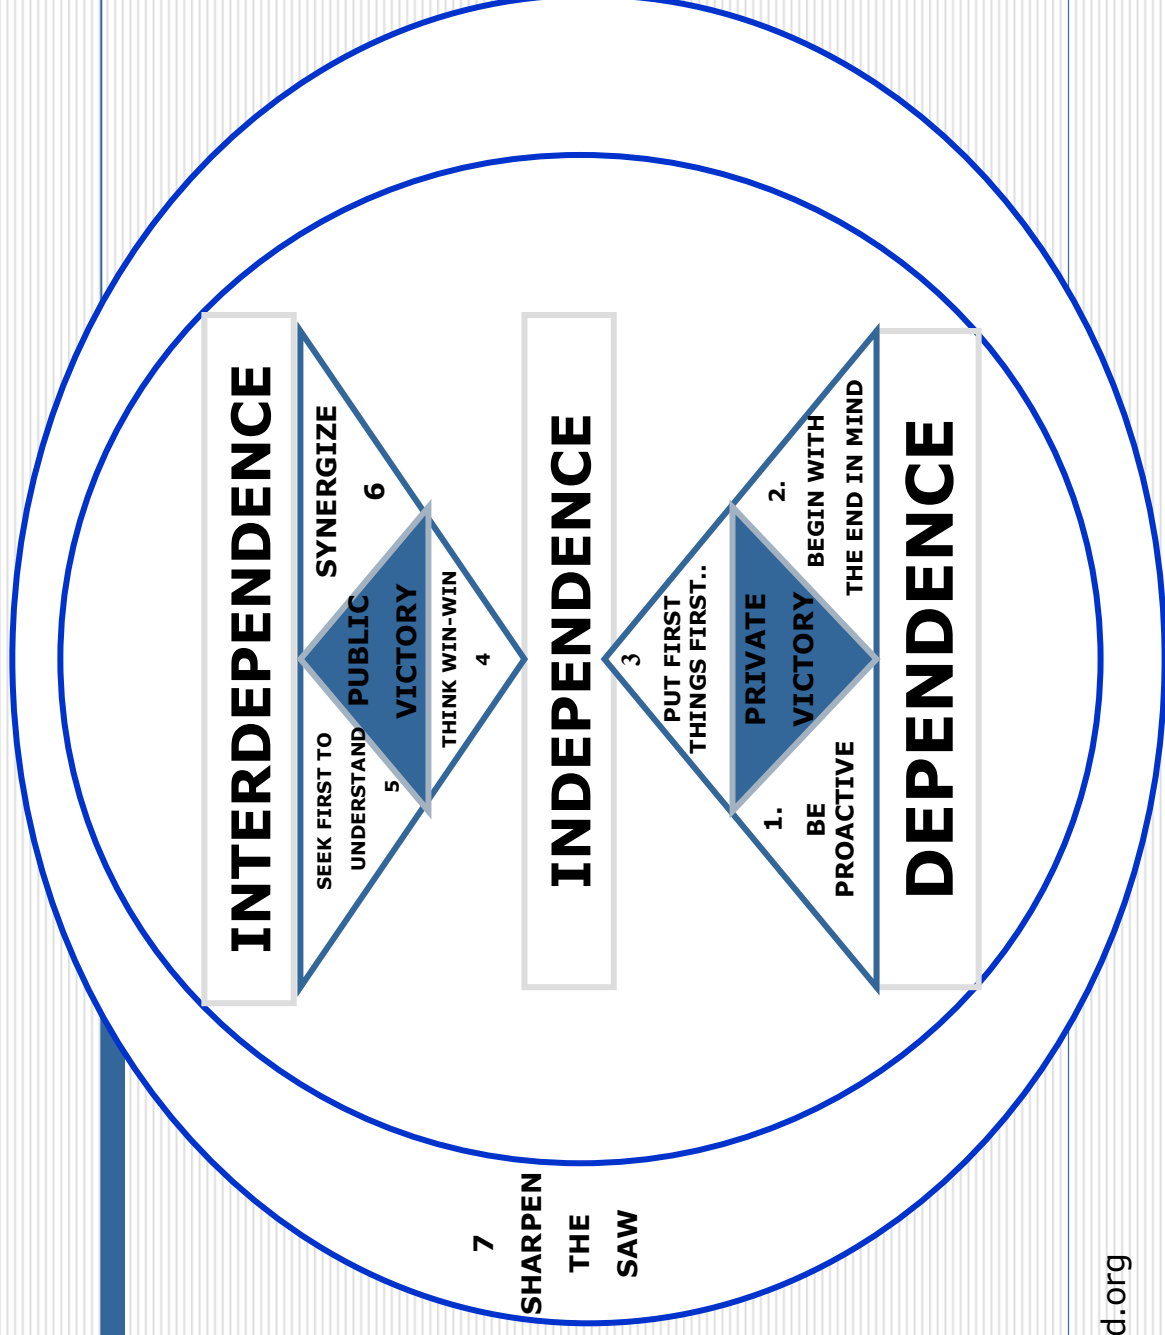 INTERDEPENDENCE
SEEK FIRST TO
UNDERSTAND
5
SYNERGIZE
6
PUBLIC
VICTORY
THINK WIN-WIN
4
INDEPENDENCE
3
PUT FIRST
THINGS FIRST..
PRIVATE
VICTORY
1.
BE
PROACTIVE
2.
BEGIN WITH
THE END IN MIND
DEPENDENCE
7
SHARPEN
THE
SAW
d.org